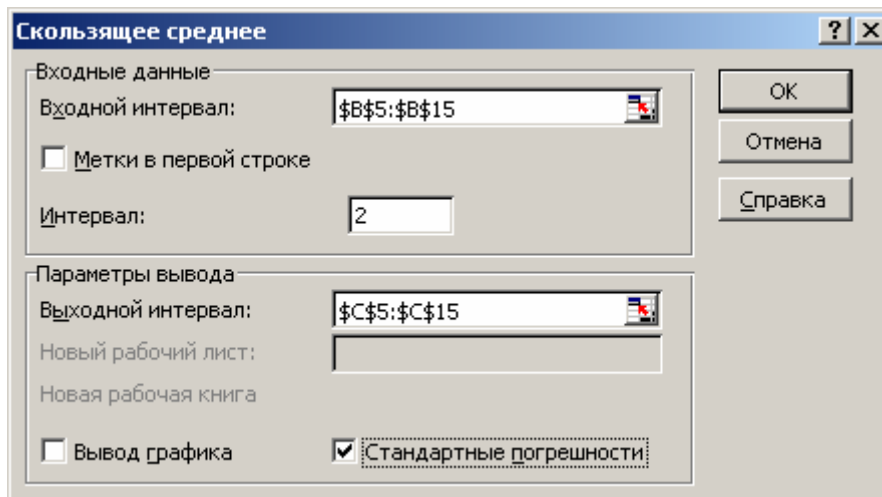 Скользящее среднее
Входные данные
Входной интервал: $B$5:$B$15
Метки в первой строке
Интервал: 2
OK
Отмена
Справка
Параметры вывода
Выходной интервал: $C$5:$C$15
Новый рабочий лист:
Новая рабочая книга
Вывод графика Стандартные погрешности